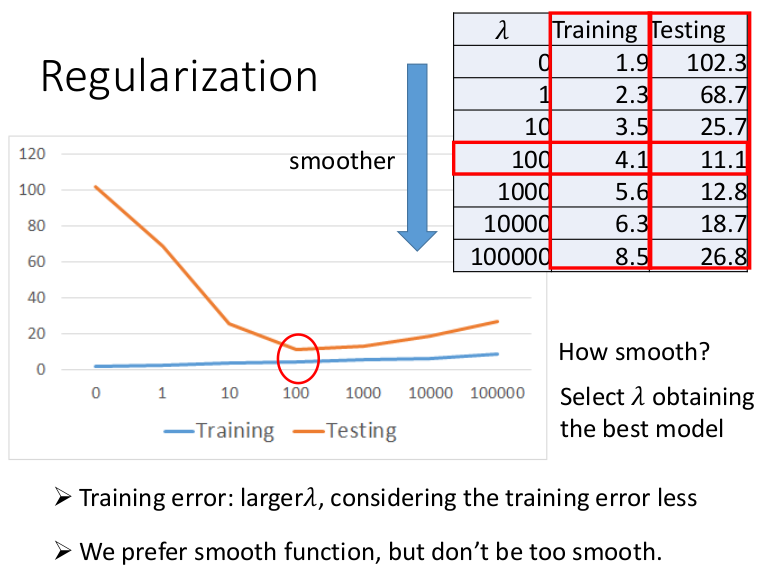 Regularization
λ Training Testing
0 1.9 102.3
1 2.3 68.7
10 3.5 25.7
100 4.1 11.1
1000 5.6 12.8
10000 6.3 18.7
100000 8.5 26.8
smoother
120
100
80
60
40
20
0
0 1 10 100 1000 10000 100000
Training Testing
How smooth?
Select λ obtaining
the best model
➢ Training error: largerλ, considering the training error less
➢ We prefer smooth function, but don’t be too smooth.